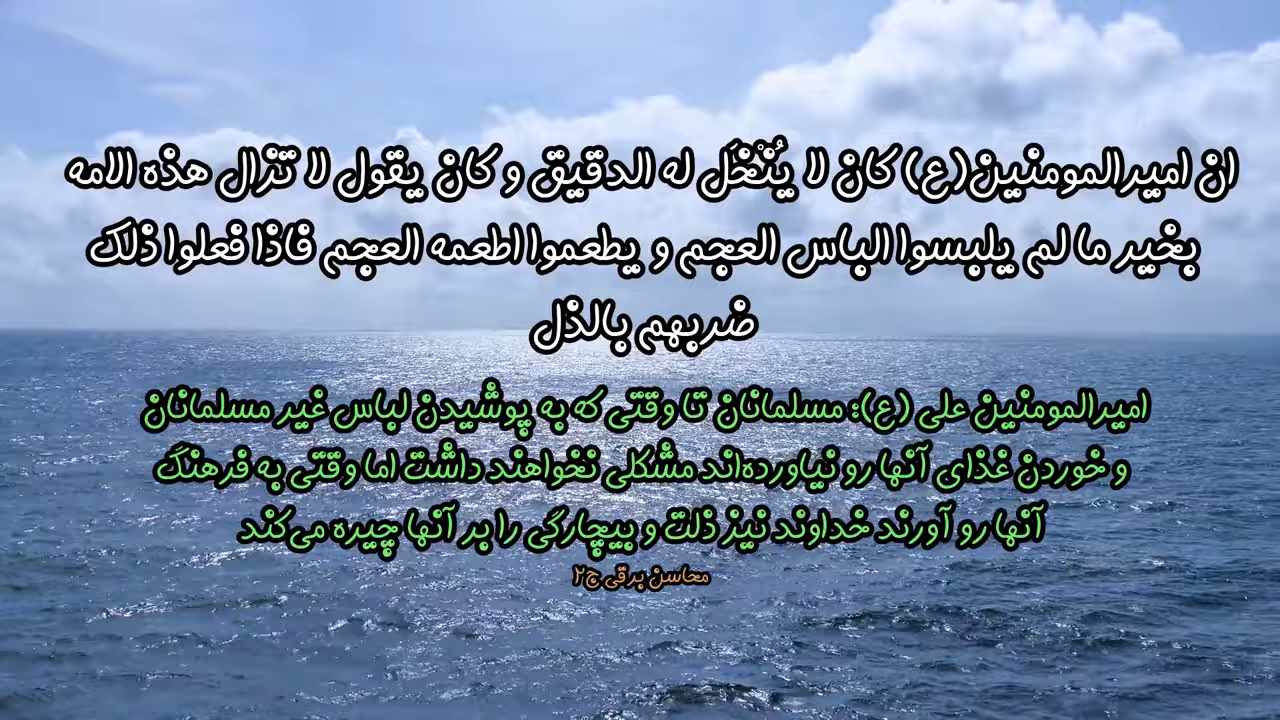 ان امیرالمومنین(ع) کان لا یُنْخَل له الدقیق و کان یقول لا تزال هذه الامه
بخیر ما لم یلبسوا الباس العجم و یطعموا اطعمه العجم فاذا فعلوا ذلک
ضربهم بالذل
امیرالمومنین علی (ع)؛ مسلمانان تا وقتی که به پوشیدن لباس غیر مسلمانان
و خوردن غذای آنها رو نیاورده‌اند مشکلی نخواهند داشت اما وقتی به فرهنگ
آنها رو آورند خداوند نیز ذلت و بیچارگی را بر آنها چیره می‌کند
محاسن برقی ج۲